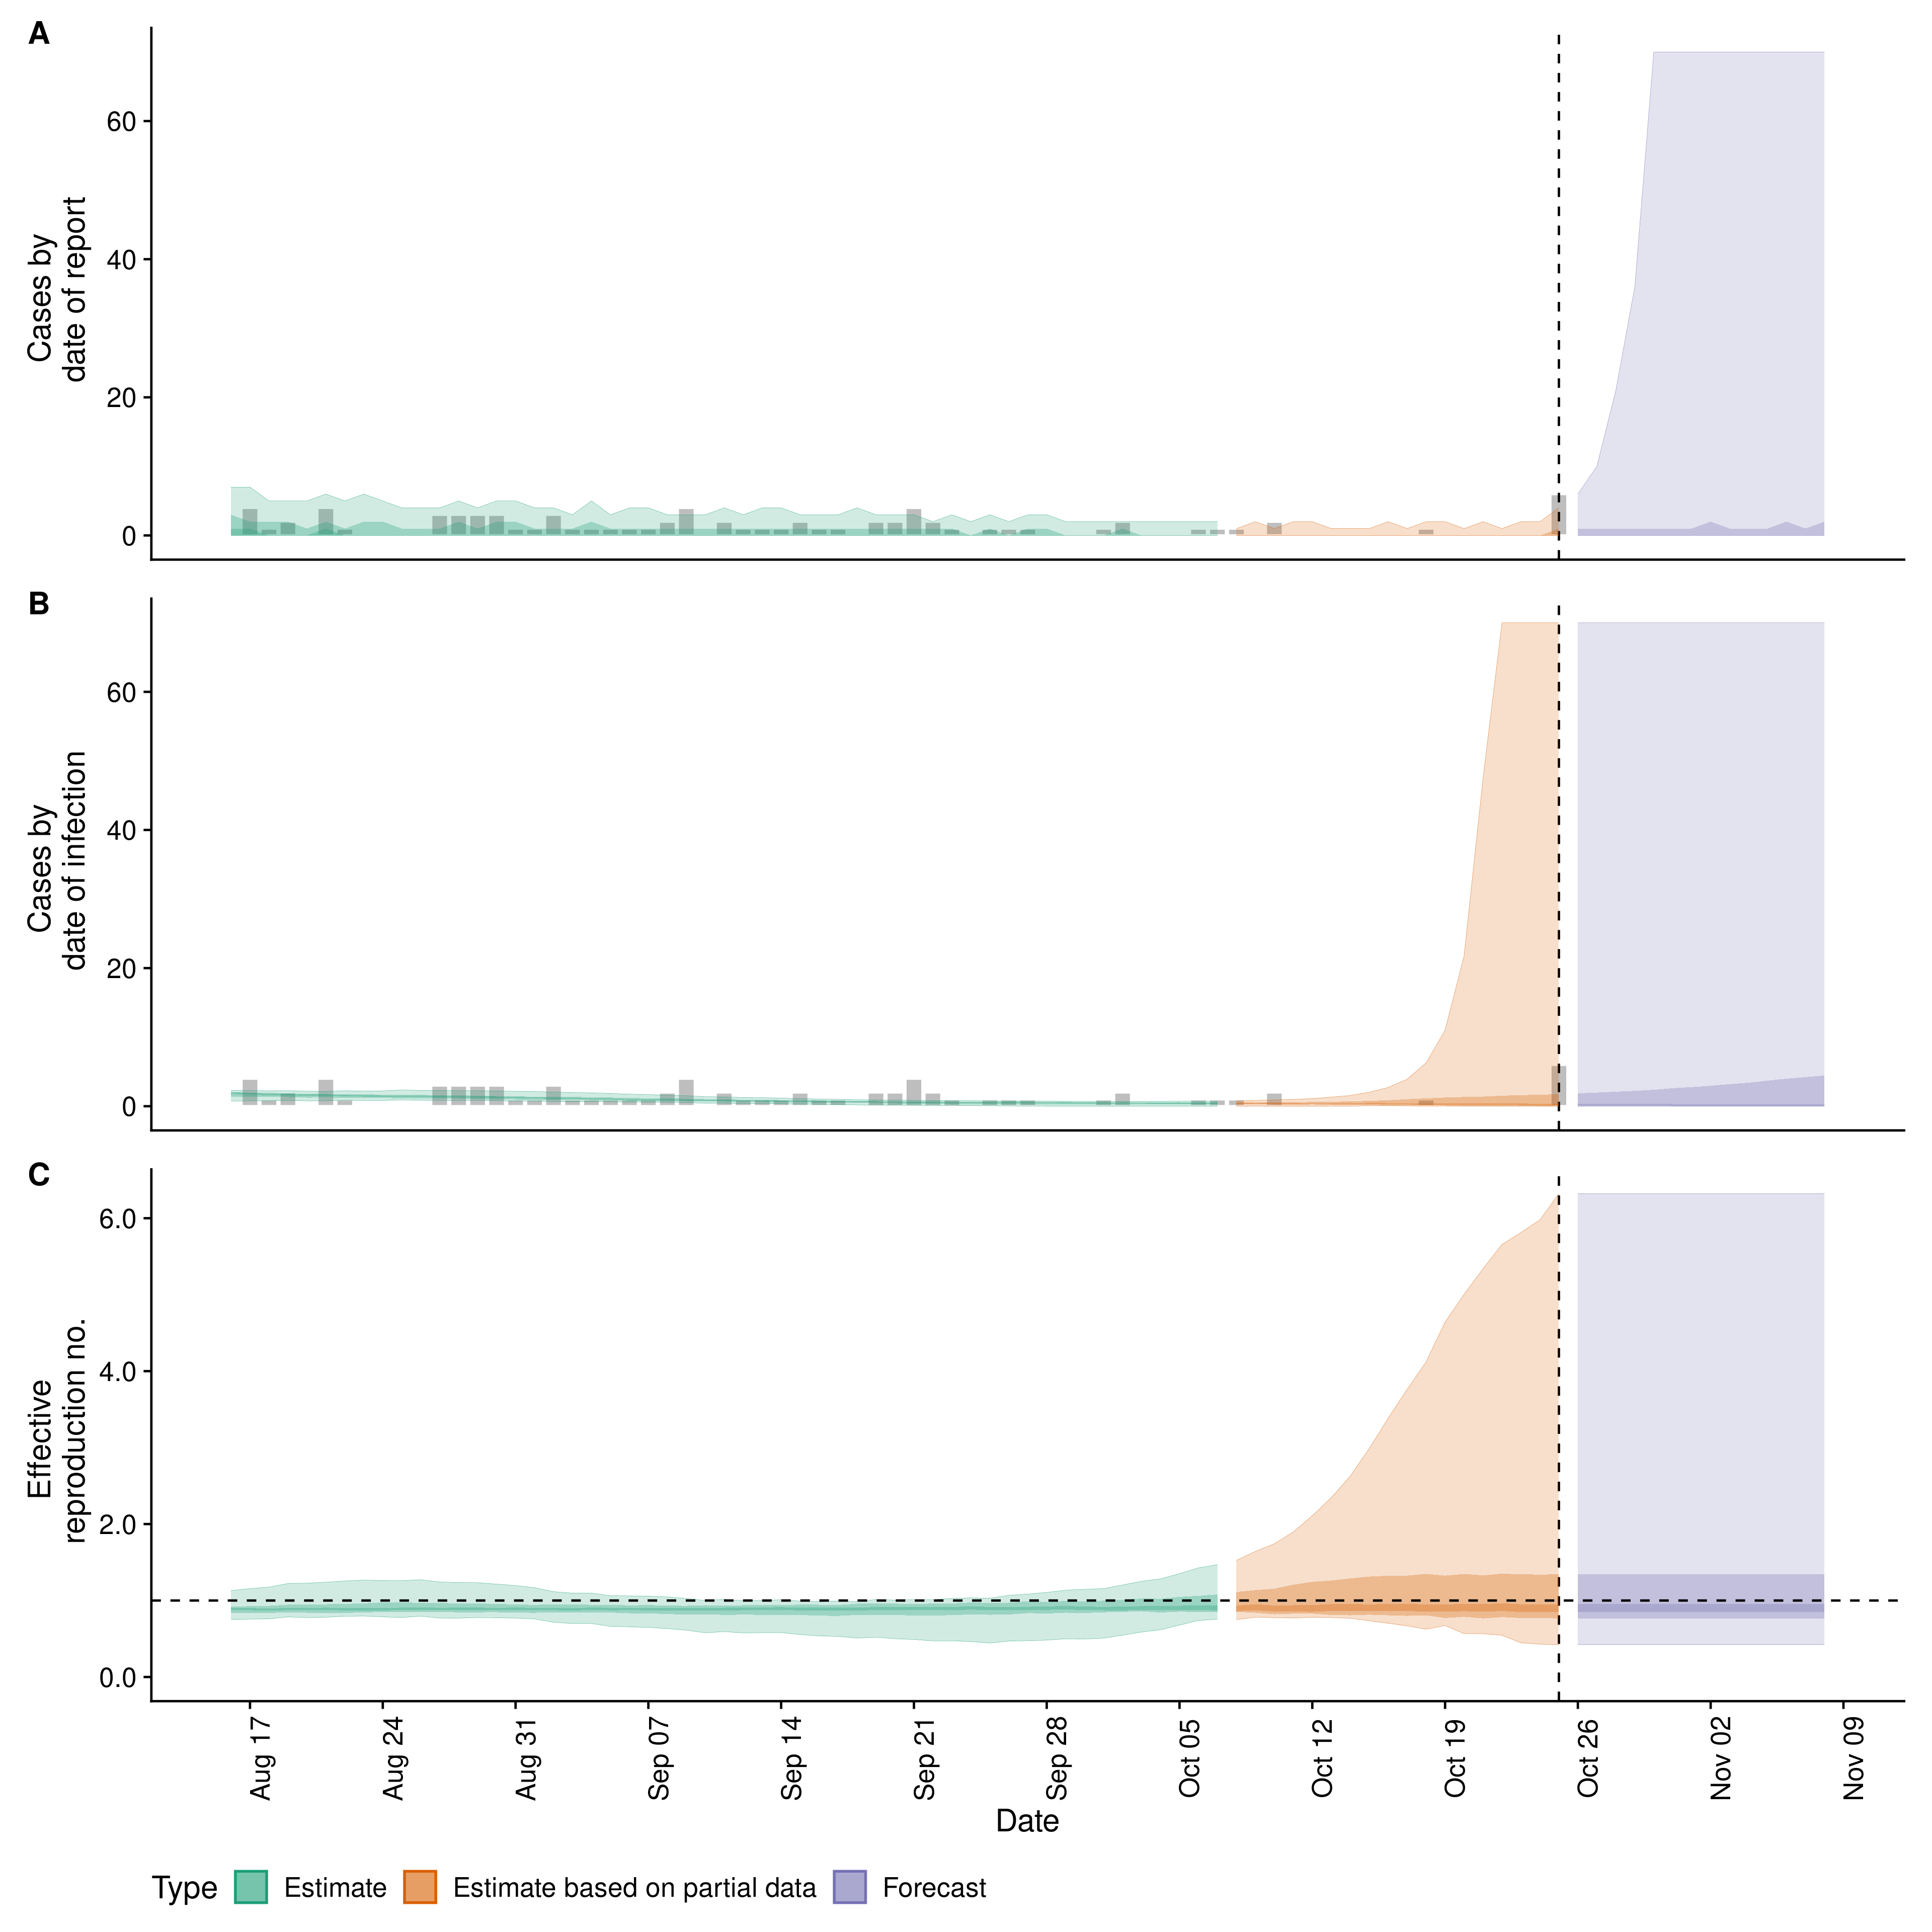 A
Cases by
date of report
60
40
20
0
B
Cases by
date of infection
60
40
20
0
C
Effective
reproduction no.
6.0
4.0
2.0
0.0
Aug 17
Aug 24
Aug 31
Sep 07
Sep 14
Sep 21
Sep 28
Oct 05
Oct 12
Oct 19
Oct 26
Nov 02
Nov 09
Date
Type Estimate Estimate based on partial data Forecast